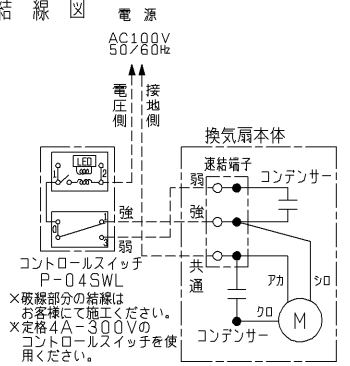 結線図
電源
AC100V
50/60Hz
電圧側
接地側
換気扇本体
LED
1
2
速結端子
弱
コンデンサー
強
強
1
0
3
弱
コントロールスイッチ
P-04SWL
共通
アカ
シロ
※破線部分の結線は
お客様にて施工ください。
※定格4A-300Vの
コントロールスイッチを使
用ください。
クロ
M
コンデンサー